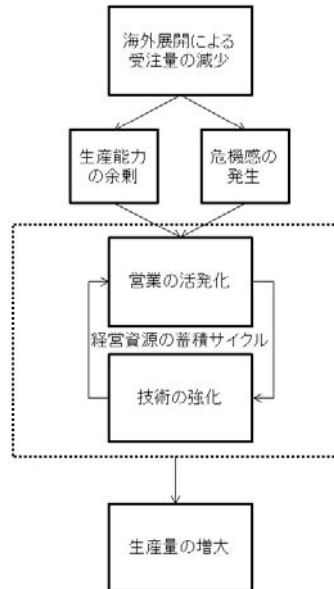 海外展開による
受注量の減少
生産能力
の余剰
危機感の
発生
営業の活発化
経営資源の蓄積サイクル
技術の強化
生産量の増大